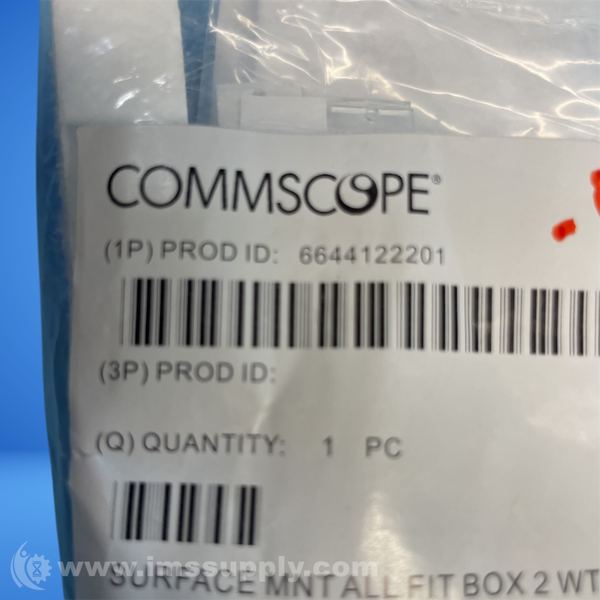 COMMSCOPE®
(1P) PROD ID: 6644122201
(3P) PROD ID:
(Q) QUANTITY: 1 PC
www.imssupply.com
SURFACE MNT ALL FIT BOX 2 WT